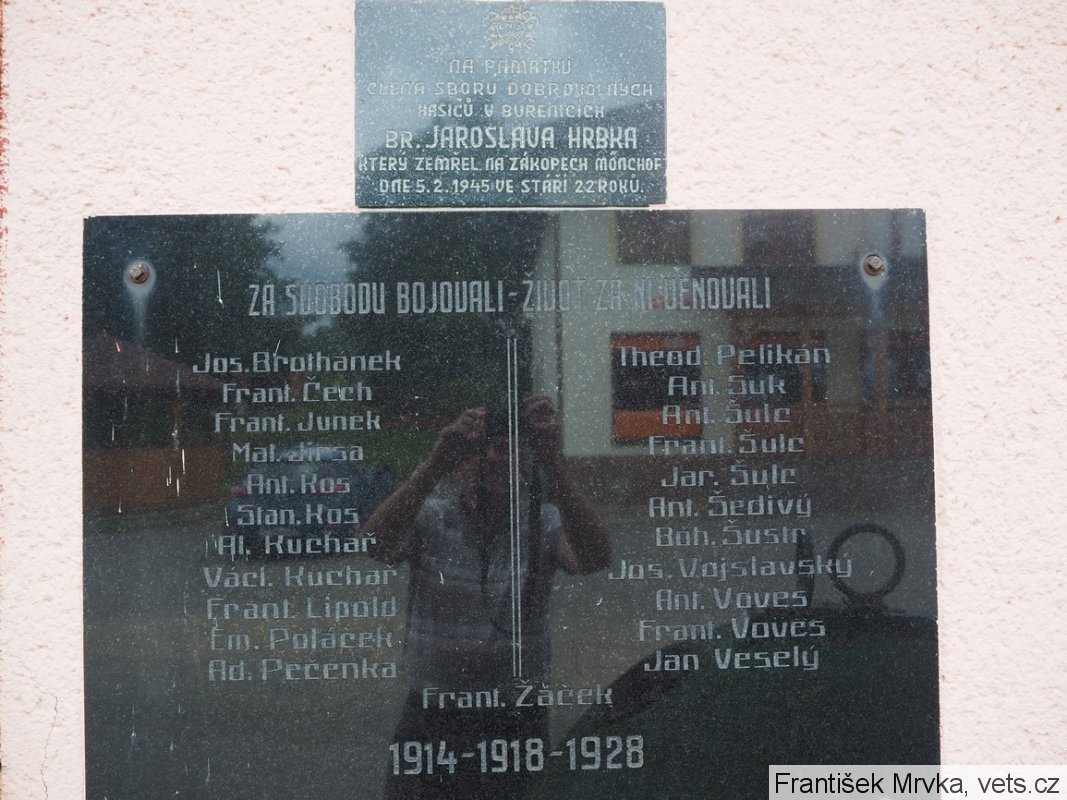 NA PAMÁTKU
ČLENA SBORU DOBROVOLNÝCH
HASIČŮ V BUŘENICÍCH
BR. JAROSLAVA HRBKA
KTERÝ ZEMŘEL NA ZÁKOPECH MÖNCHOF
DNE 5.2.1945 VE STÁŘÍ 22 ROKŮ.
ZA SVOBODU BOJOVALI - ŽIVOT ZA NI VĚNOVALI
Jos. Brothánek
Frant. Čech
Frant. Junek
Mat. Jirsa
Ant. Kos
Stan. Kos
Al. Kuchař
Václ. Kuchař
Frant. Lipold
Em. Poláček
Ad. Pečenka
Theod. Pelikán
Ant. Suk
Ant. Šulc
Frant. Šulc
Jar. Šulc
Ant. Šedivý
Boh. Šustr
Jos. Vojslavský
Ant. Voves
Frant. Voves
Jan Veselý
Frant. Žáček
1914-1918-1928
František Mrvka, vets.cz